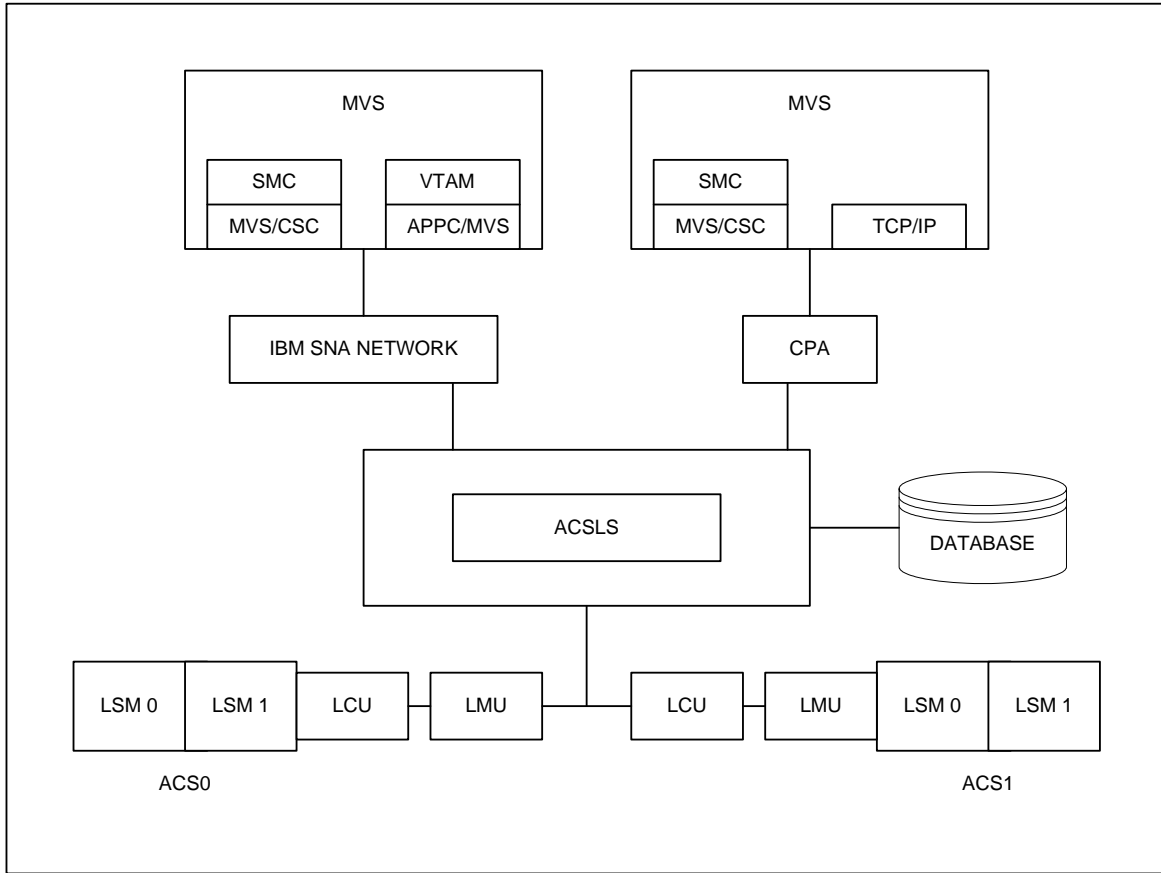 MVS
MVS
SMC
VTAM
SMC
MVS/CSC
APPC/MVS
MVS/CSC
TCP/IP
IBM SNA NETWORK
CPA
ACSLS
DATABASE
LSM 0
LSM 1
LCU
LMU
LCU
LMU
LSM 0
LSM 1
ACS0
ACS1